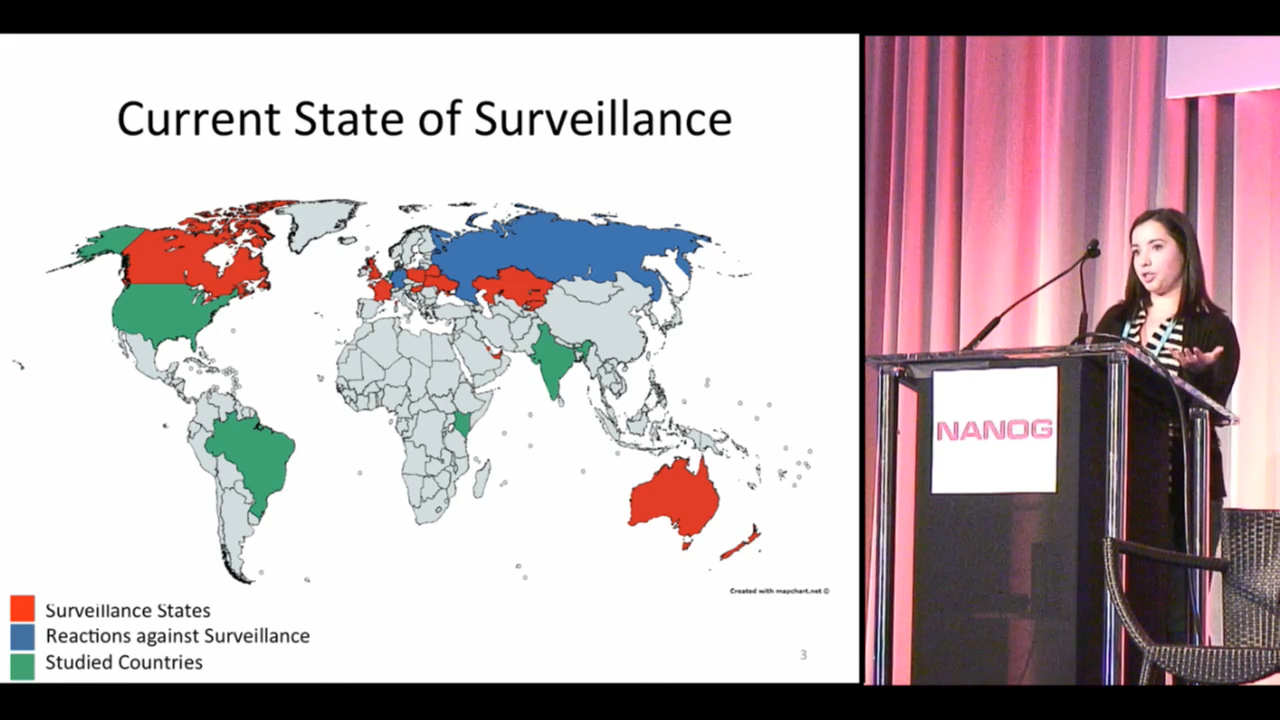 Current State of Surveillance
Created with mapchart.net ©
Surveillance States
Reactions against Surveillance
Studied Countries
3
NANOG